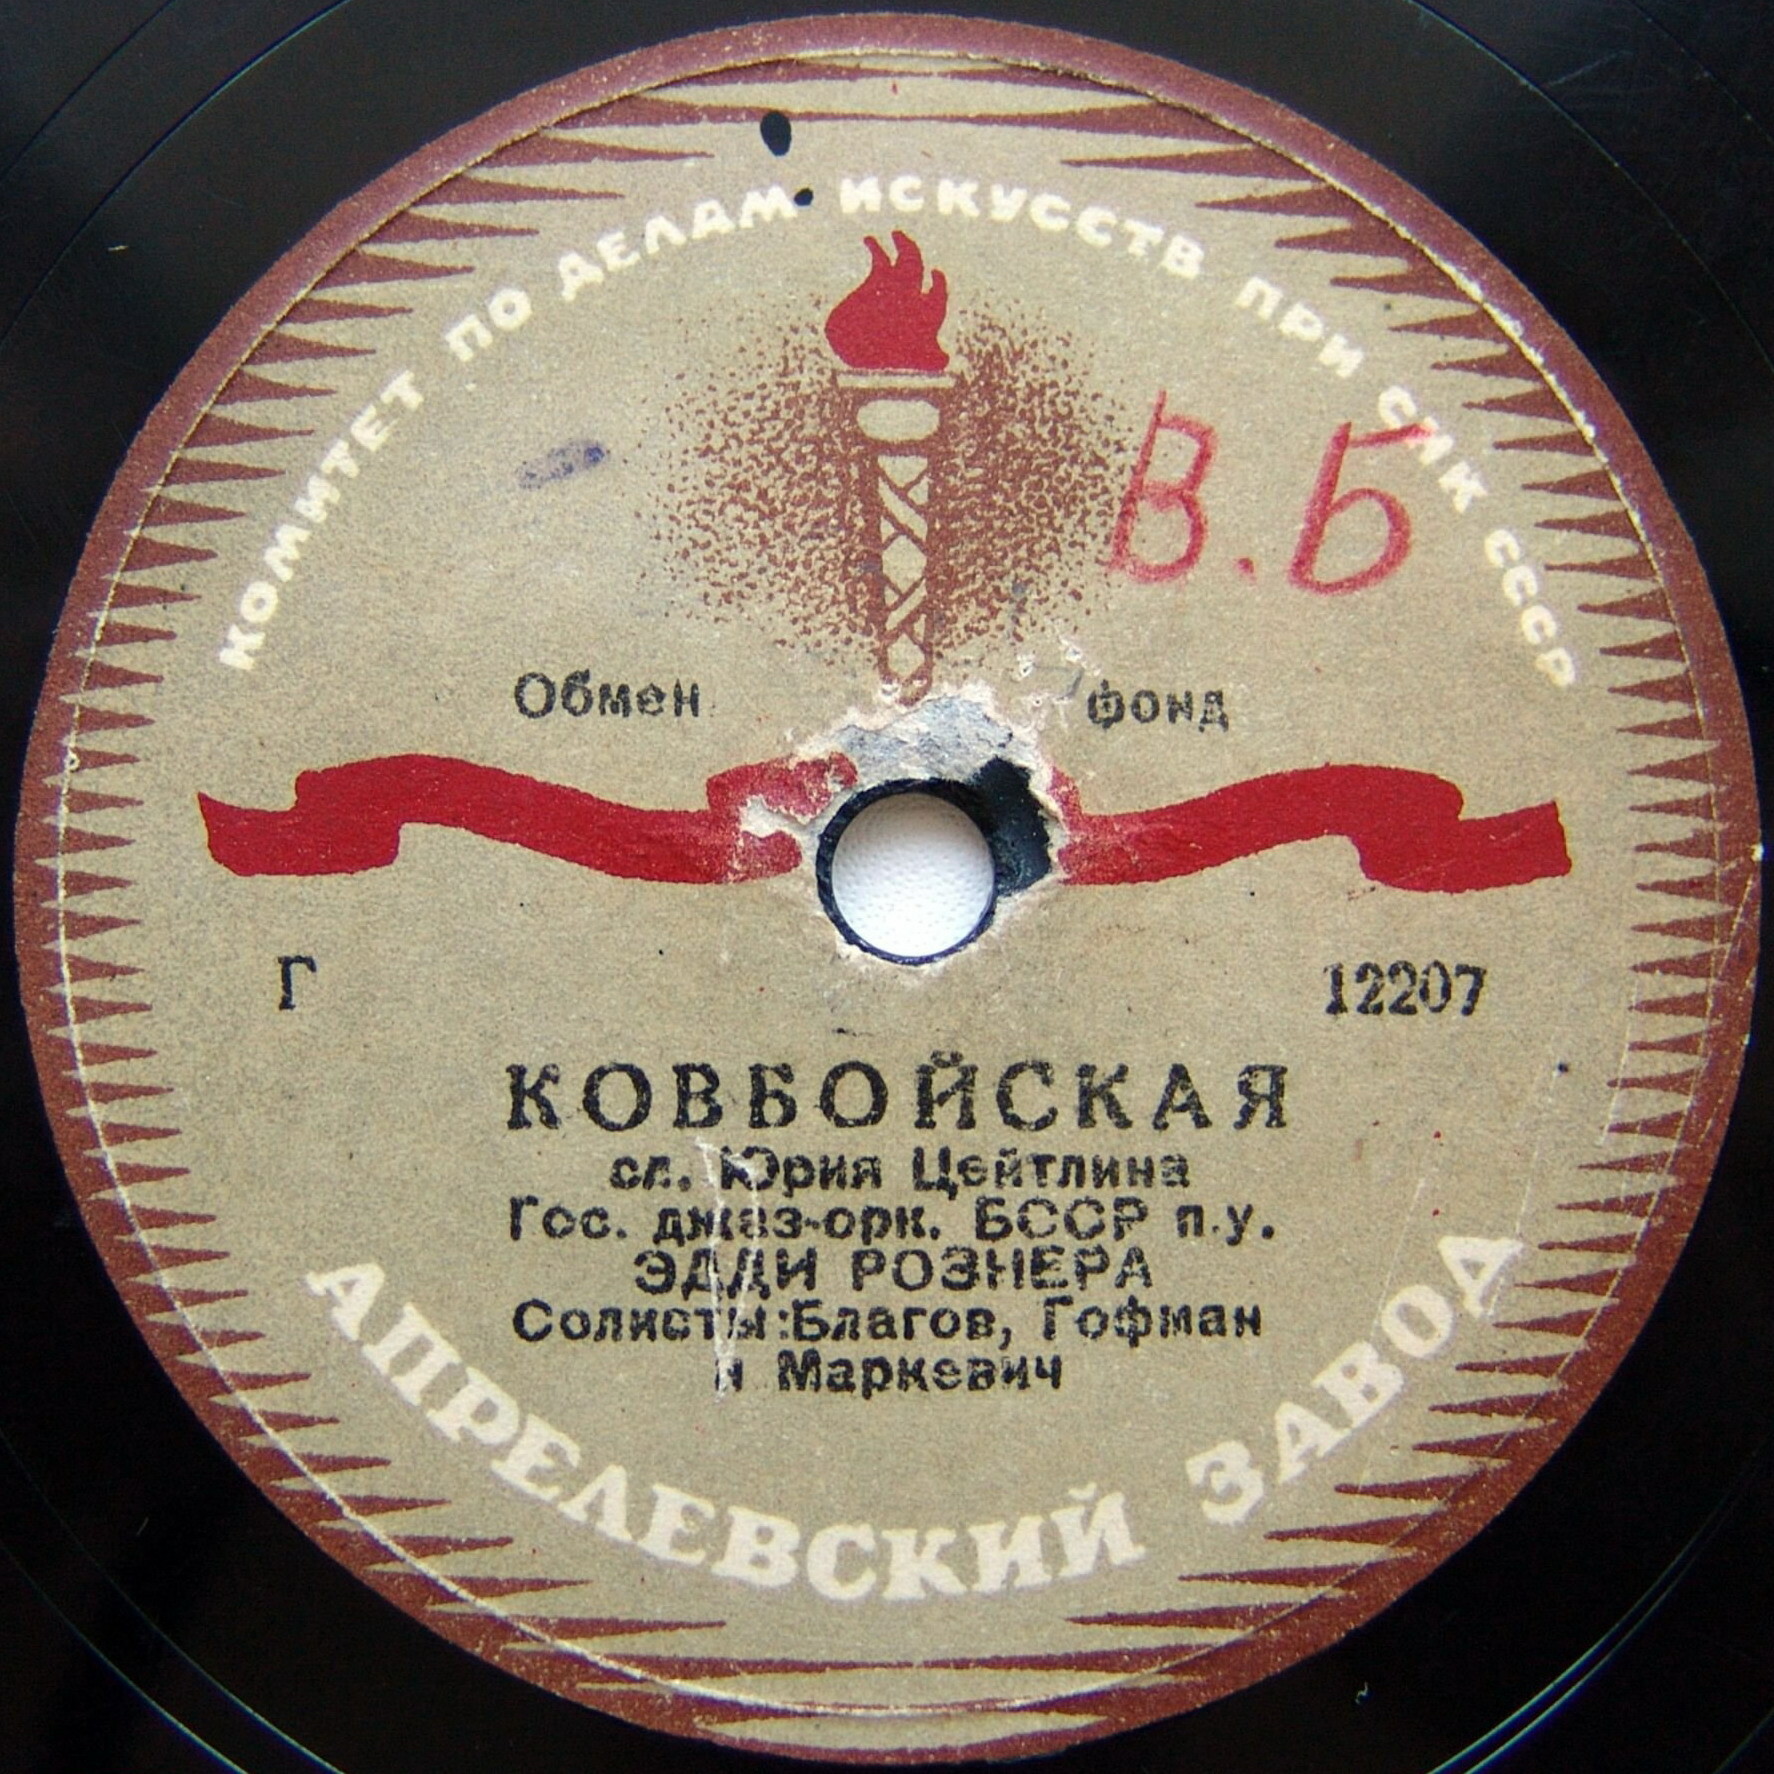 КОМИТЕТ ПО ДЕЛАМ ИСКУССТВ ПРИ СНК СССР
В.Б
Обмен фонд
Г 12207
КОВБОЙСКАЯ
сл. Юрия Цейтлина
Гос. джаз-орк. БССР п.у.
ЭДДИ РОЗНЕРА
Солисты:Благов, Гофман
и Маркевич
АПРЕЛЕВСКИЙ ЗАВОД